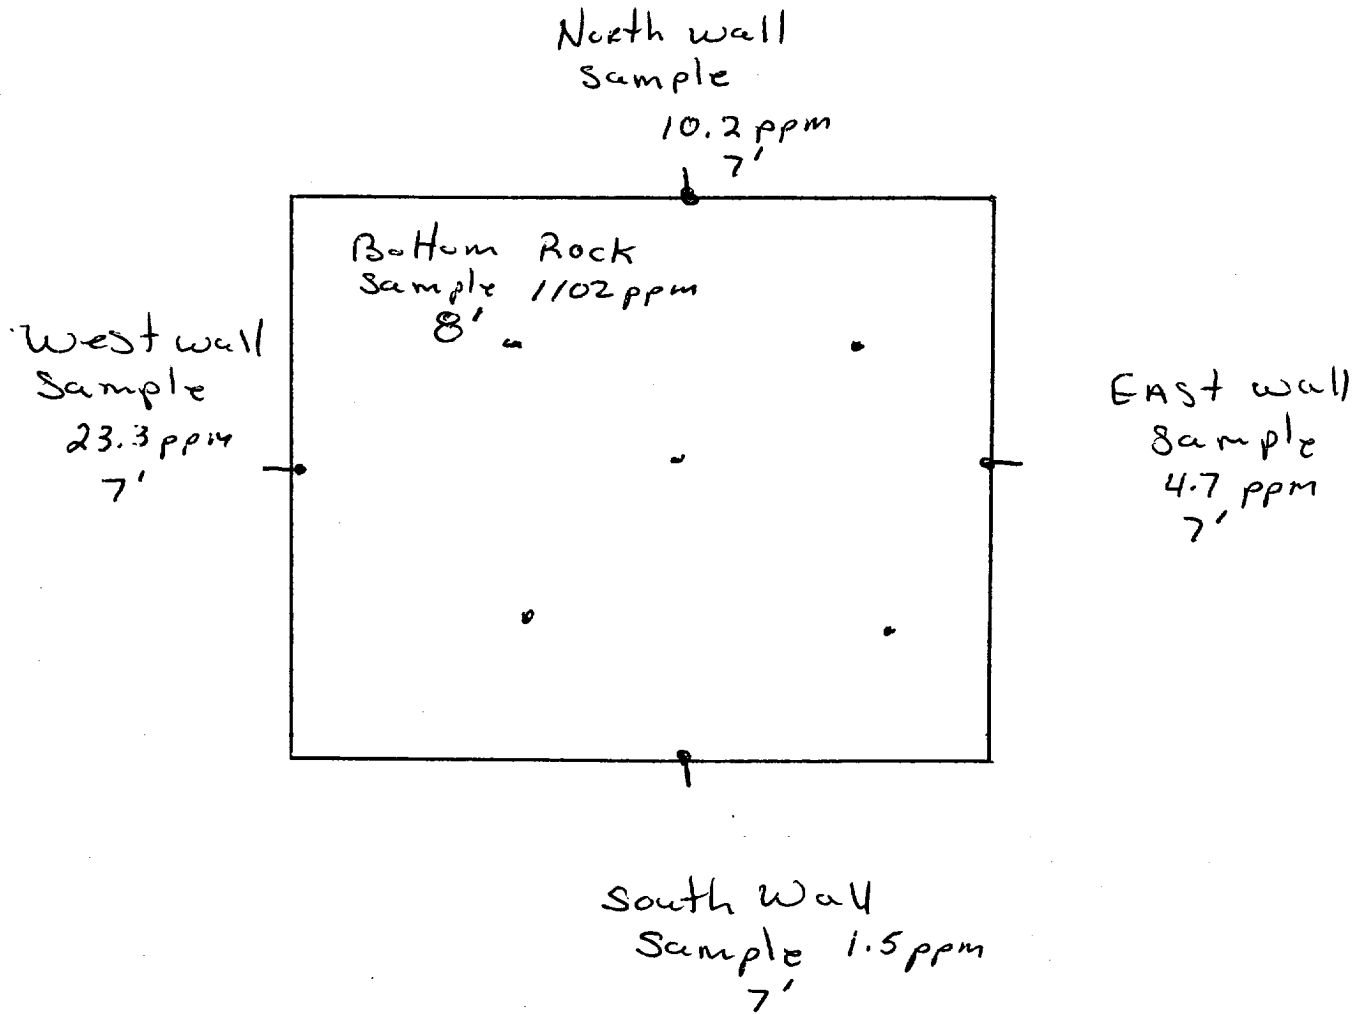 North wall
Sample
10.2 ppm
7'
Bottom Rock
Sample 1102 ppm
8'
West wall
Sample
23.3 ppm
7'
EAst wall
Sample
4.7 ppm
7'
South Wall
Sample 1.5 ppm
7'